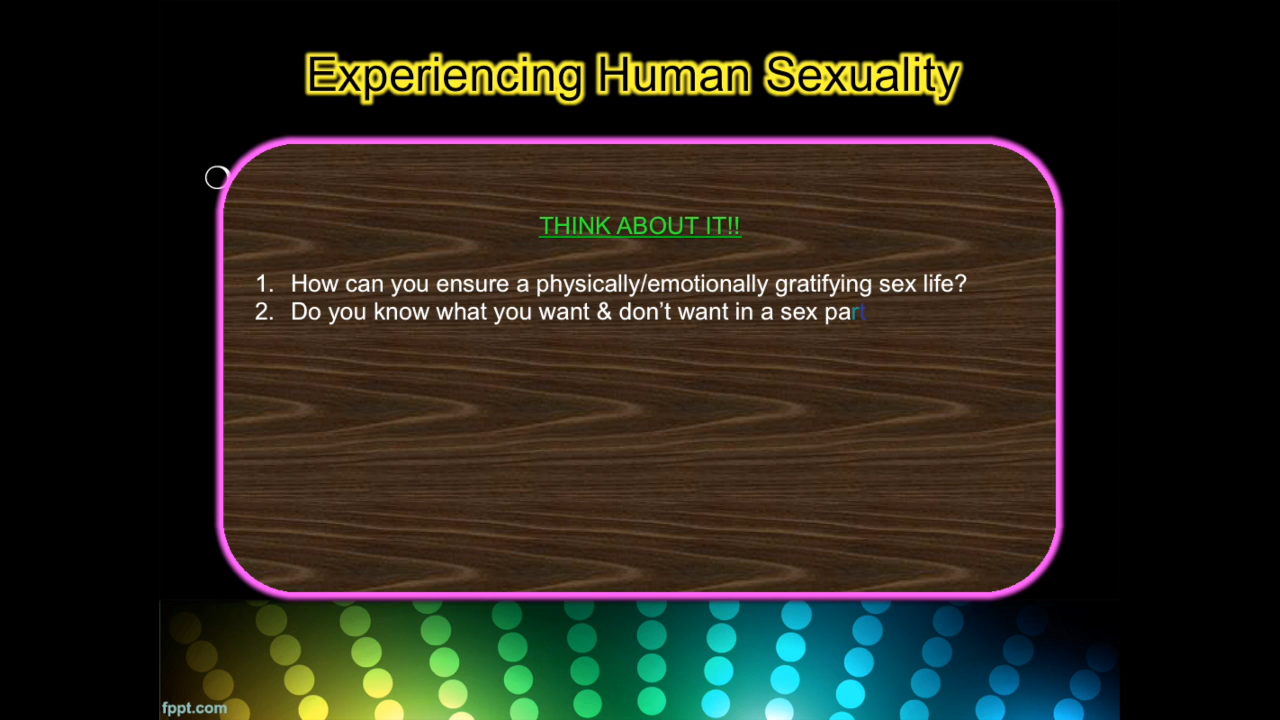 Experiencing Human Sexuality
THINK ABOUT IT!!
1. How can you ensure a physically/emotionally gratifying sex life?
2. Do you know what you want & don’t want in a sex part
fppt.com